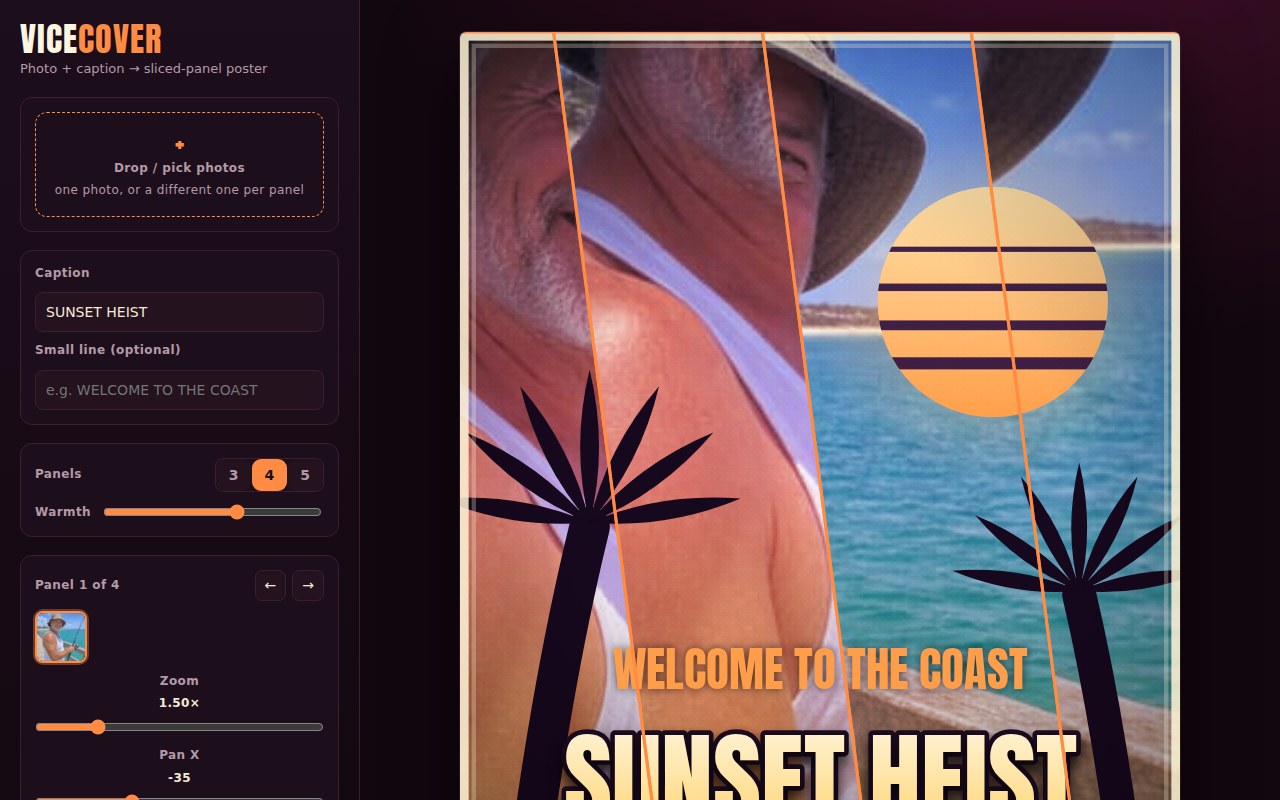 VICECOVER
Photo + caption → sliced-panel poster
+
Drop / pick photos
one photo, or a different one per panel
Caption
SUNSET HEIST
Small line (optional)
e.g. WELCOME TO THE COAST
Panels
3 4 5
Warmth
Panel 1 of 4
← →
Zoom
1.50×
Pan X
-35
WELCOME TO THE COAST
SUNSET HEIST